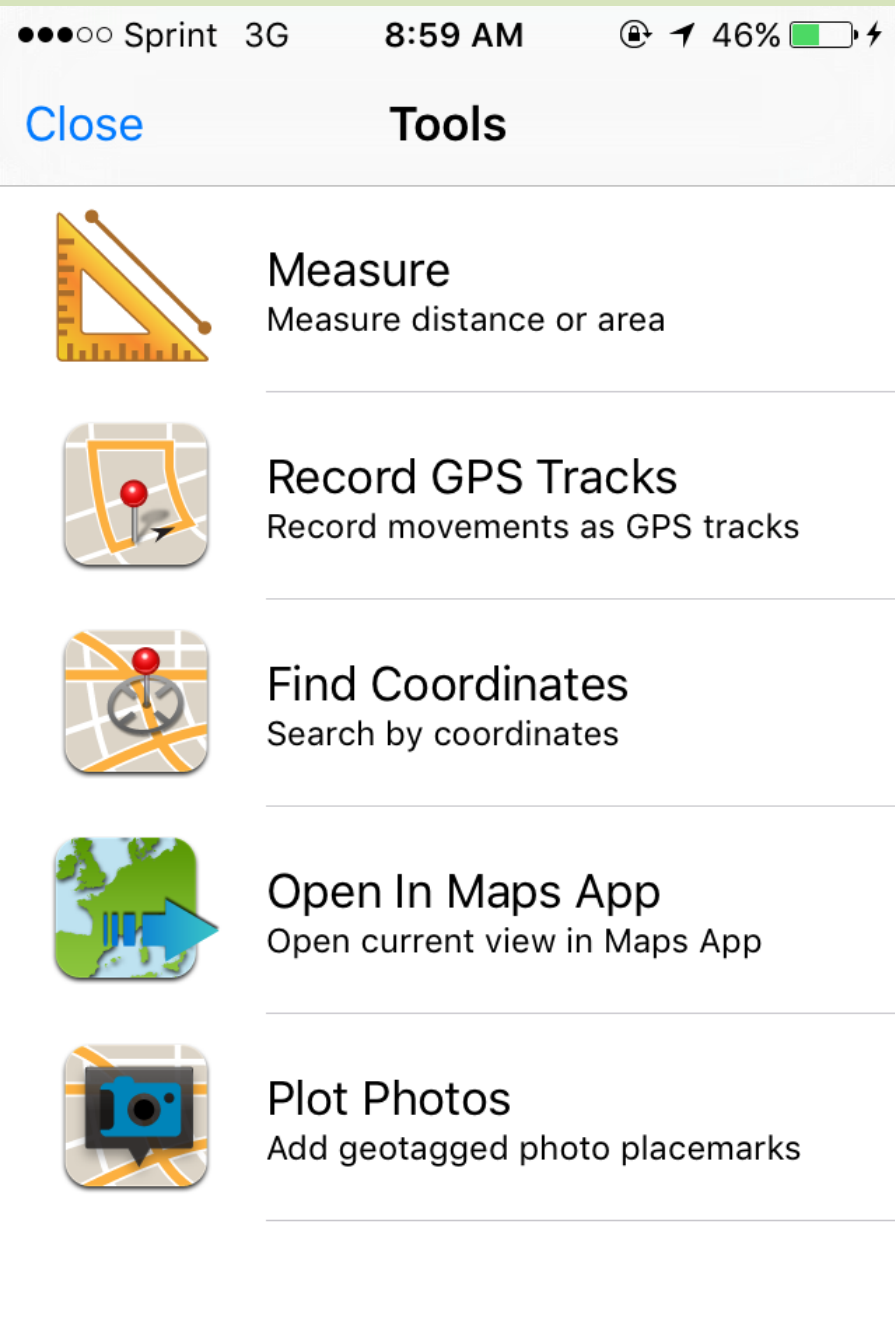 Sprint 3G 8:59 AM 46%
Close Tools
Measure
Measure distance or area
Record GPS Tracks
Record movements as GPS tracks
Find Coordinates
Search by coordinates
Open In Maps App
Open current view in Maps App
Plot Photos
Add geotagged photo placemarks